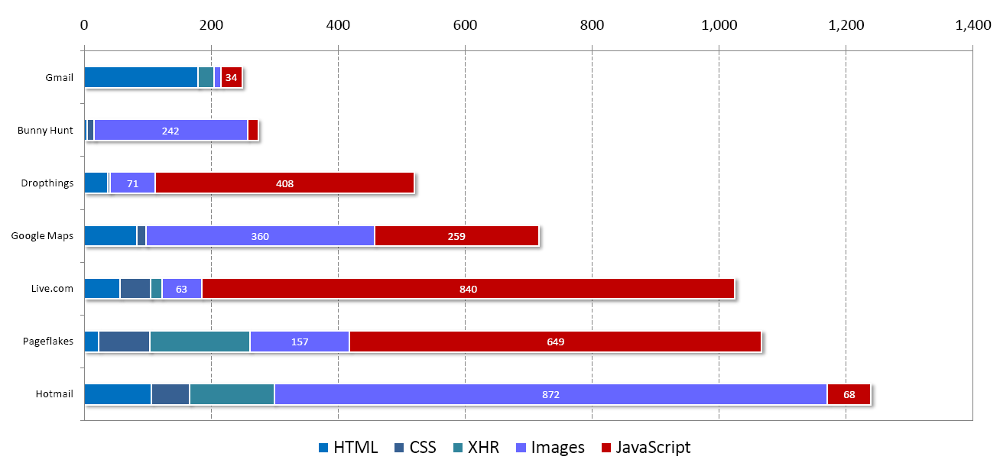 0 200 400 600 800 1,000 1,200 1,400
Gmail 34
Bunny Hunt 242
Dropthings 71 408
Google Maps 360 259
Live.com 63 840
Pageflakes 157 649
Hotmail 872 68
HTML CSS XHR Images JavaScript